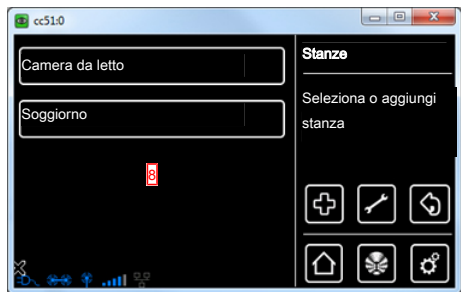 cc51:0
Camera da letto
Soggiorno
8
Stanze
Seleziona o aggiungi
stanza